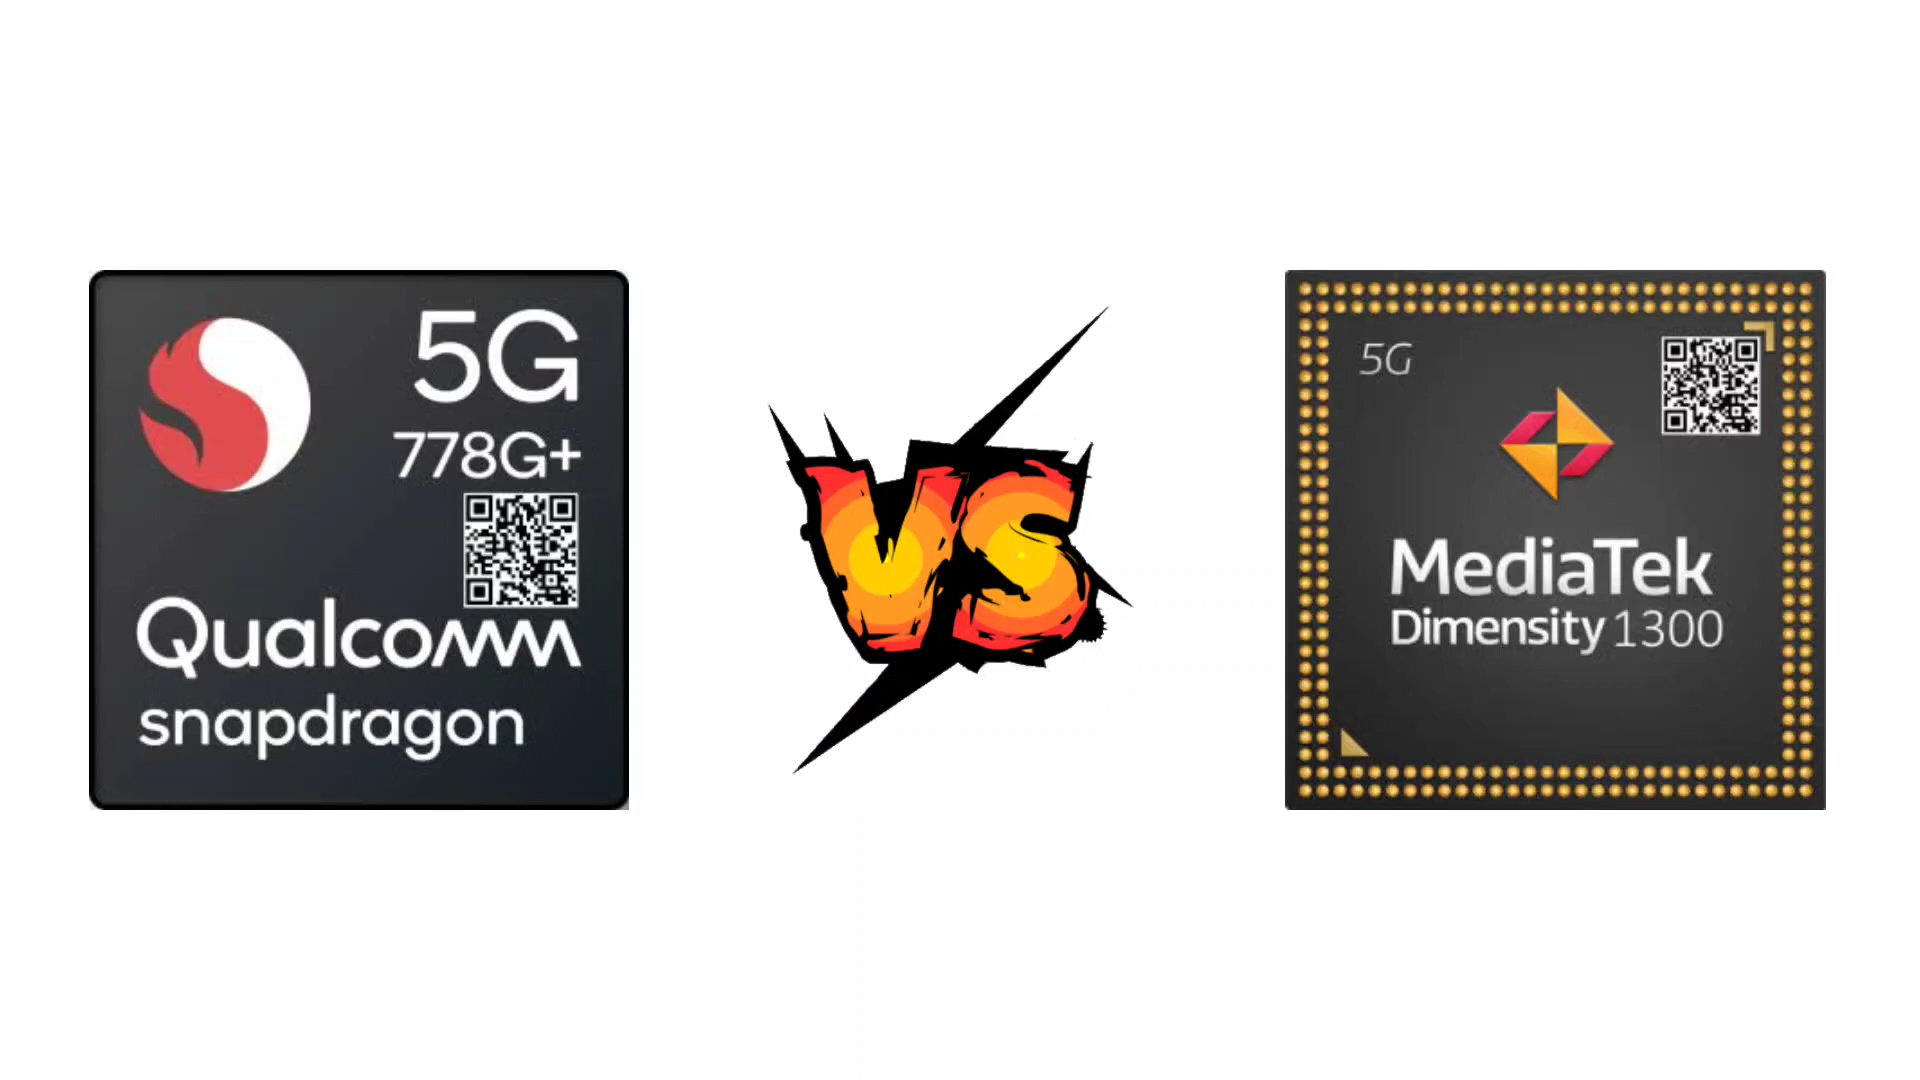 5G
778G+
Qualcomm
snapdragon
VS
5G
MediaTek
Dimensity 1300